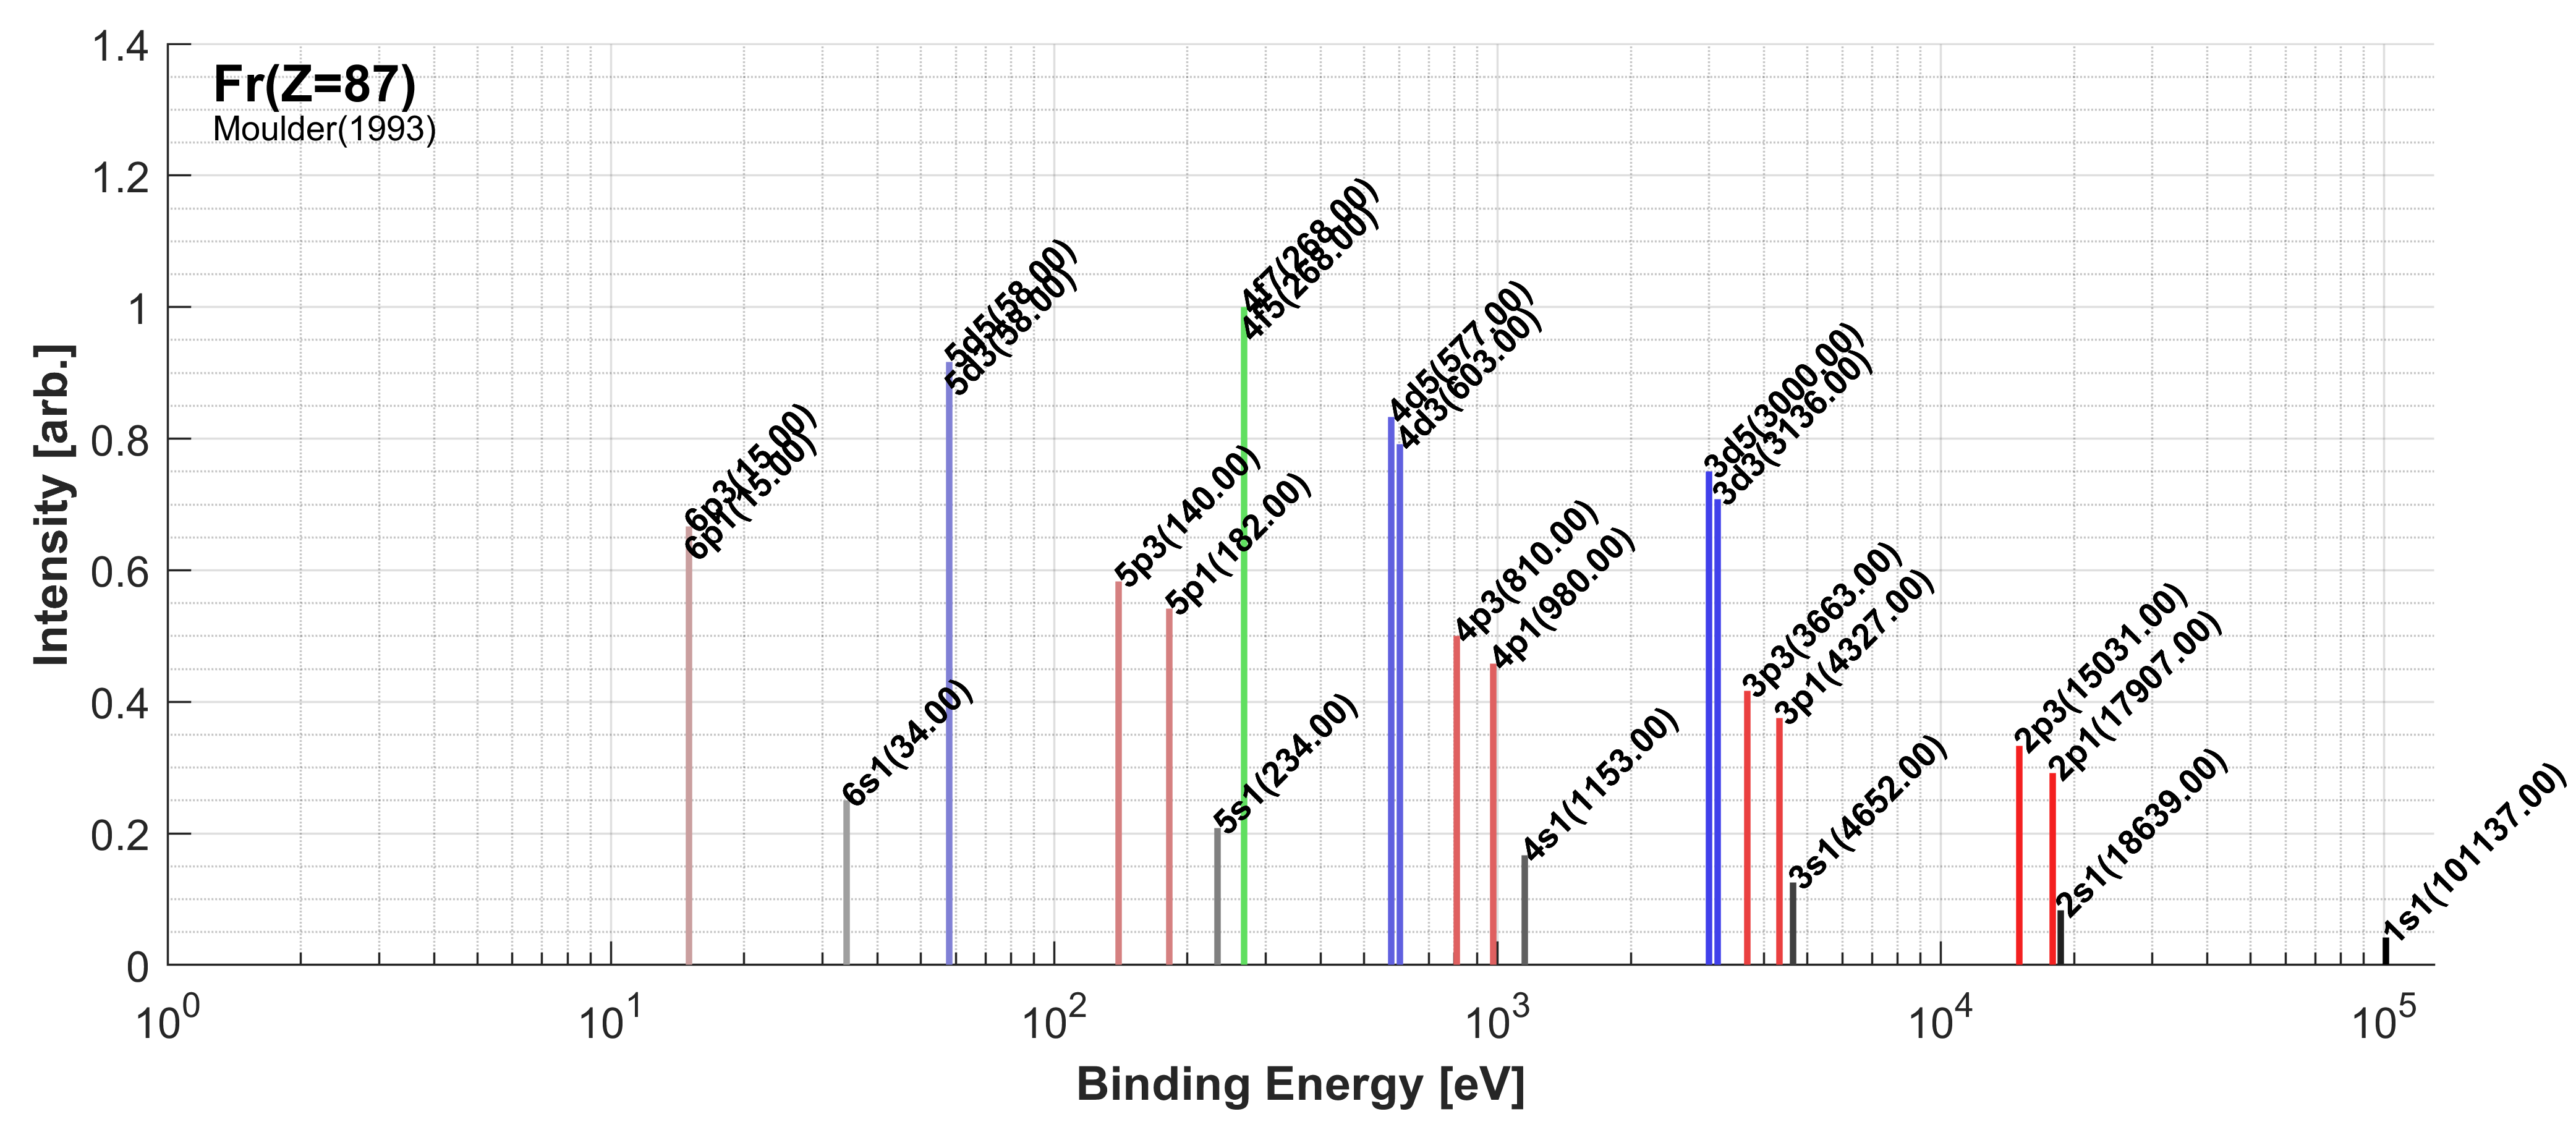 Fr(Z=87)
Moulder(1993)
Intensity [arb.]
1.4
1.2
1
0.8
0.6
0.4
0.2
0
6p3(15.00)
6p1(15.00)
6s1(34.00)
5d5(58.00)
5d3(58.00)
5p3(140.00)
5p1(182.00)
5s1(234.00)
4f7(268.00)
4f5(268.00)
4d5(577.00)
4d3(603.00)
4p3(810.00)
4p1(980.00)
4s1(1153.00)
3d5(3000.00)
3d3(3136.00)
3p3(3663.00)
3p1(4327.00)
3s1(4652.00)
2p3(15031.00)
2p1(17907.00)
2s1(18639.00)
1s1(101137.00)
10^0 10^1 10^2 10^3 10^4 10^5
Binding Energy [eV]